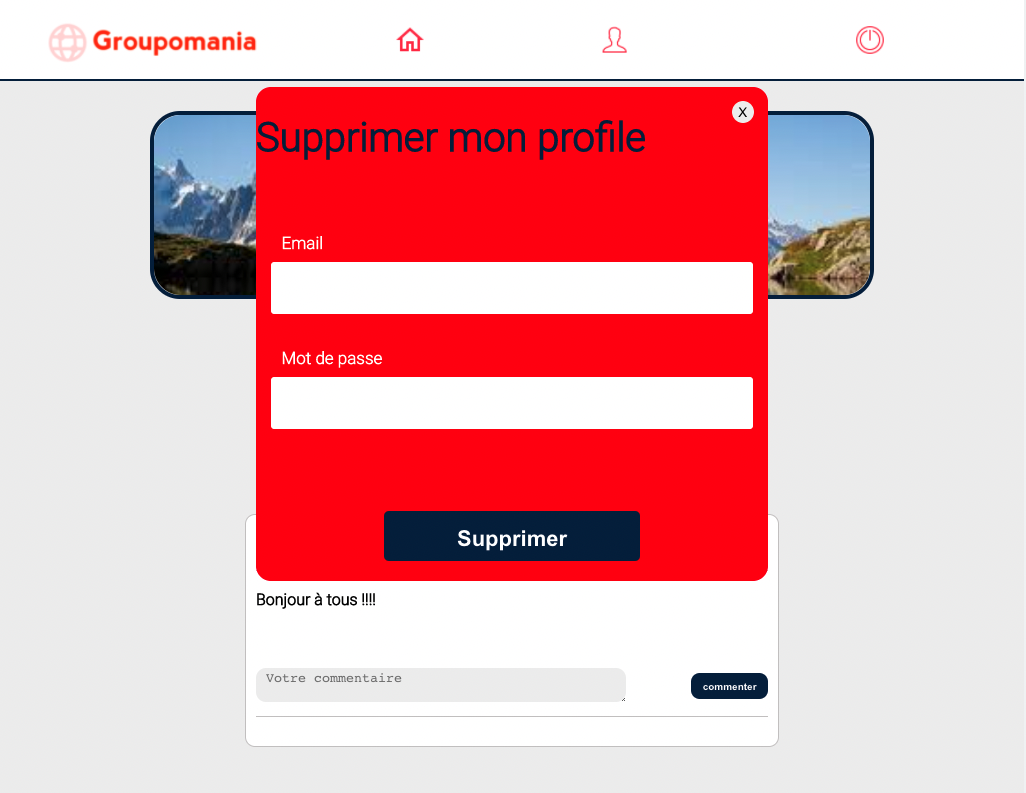 Groupomania
X
Supprimer mon profile
Email
Mot de passe
Supprimer
Bonjour à tous !!!!
Votre commentaire
commenter